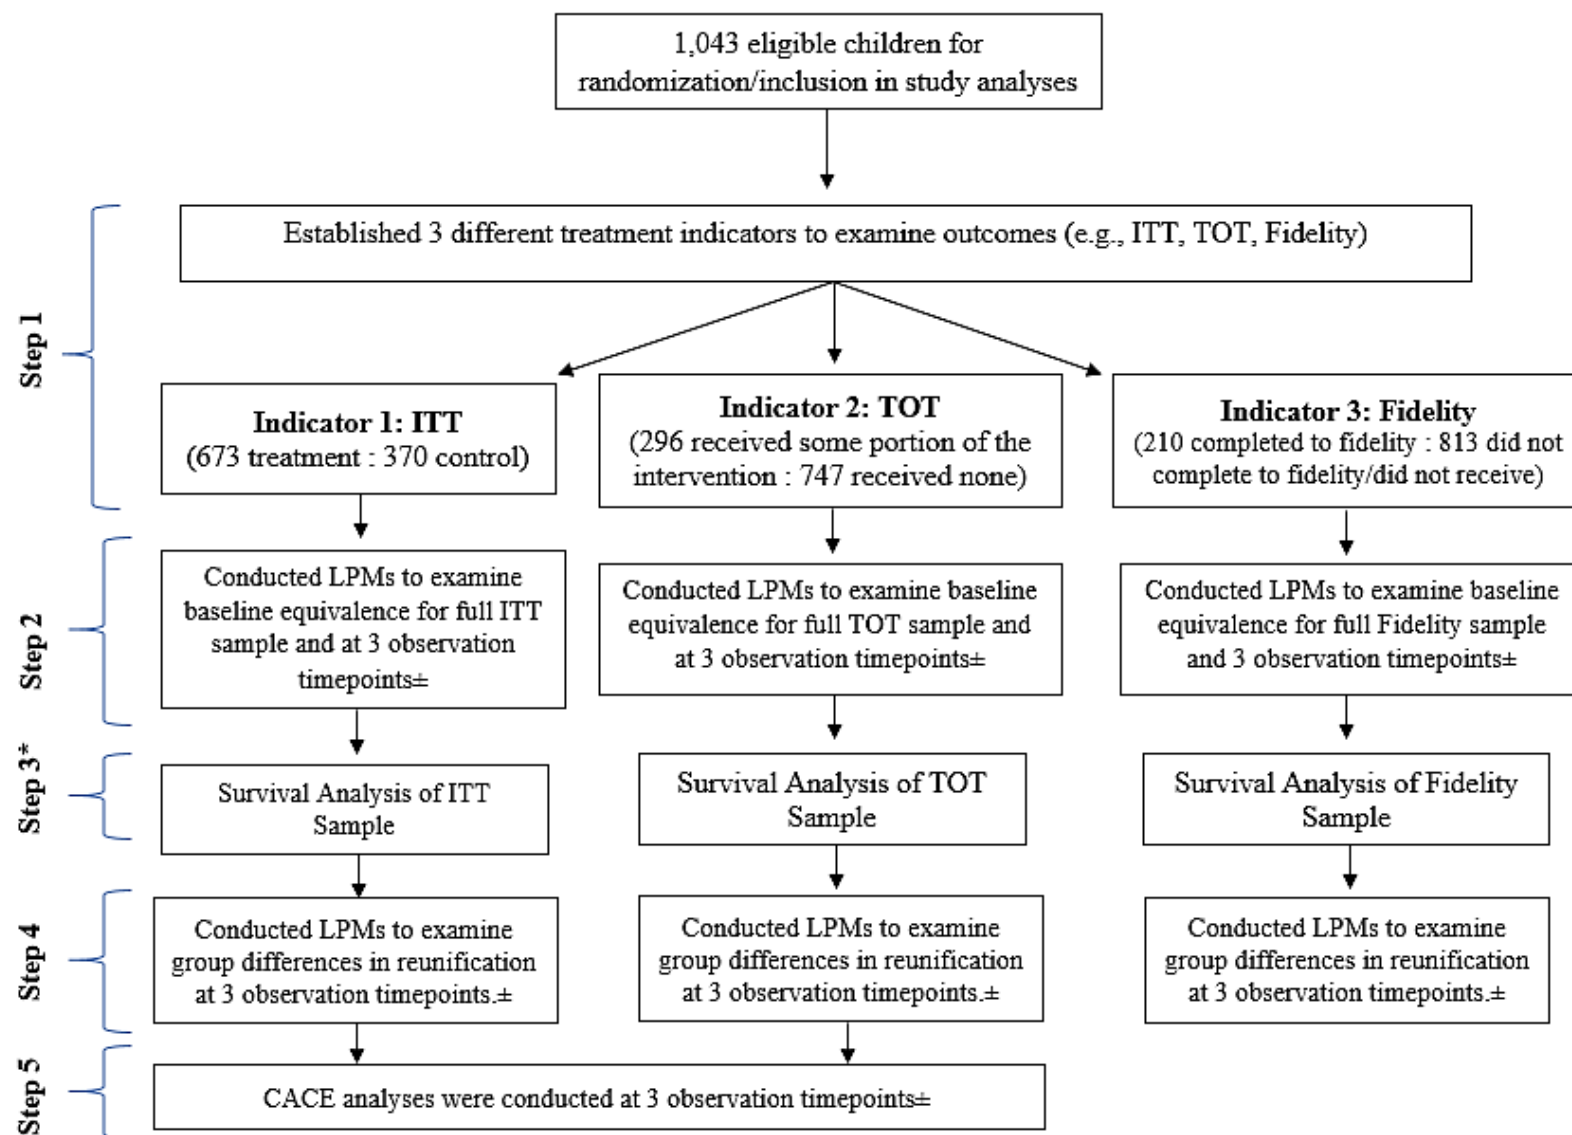 1,043 eligible children for
randomization/inclusion in study analyses
Step 1
Established 3 different treatment indicators to examine outcomes (e.g., ITT, TOT, Fidelity)
Indicator 1: ITT
(673 treatment : 370 control)
Indicator 2: TOT
(296 received some portion of the
intervention : 747 received none)
Indicator 3: Fidelity
(210 completed to fidelity : 813 did not
complete to fidelity/did not receive)
Step 2
Conducted LPMs to examine
baseline equivalence for full ITT
sample and at 3 observation
timepoints±
Conducted LPMs to examine baseline
equivalence for full TOT sample and
at 3 observation timepoints±
Conducted LPMs to examine baseline
equivalence for full Fidelity sample
and 3 observation timepoints±
Step 3*
Survival Analysis of ITT
Sample
Survival Analysis of TOT
Sample
Survival Analysis of Fidelity
Sample
Step 4
Conducted LPMs to examine
group differences in reunification
at 3 observation timepoints.±
Conducted LPMs to examine
group differences in reunification
at 3 observation timepoints.±
Conducted LPMs to examine
group differences in reunification
at 3 observation timepoints.±
Step 5
CACE analyses were conducted at 3 observation timepoints±